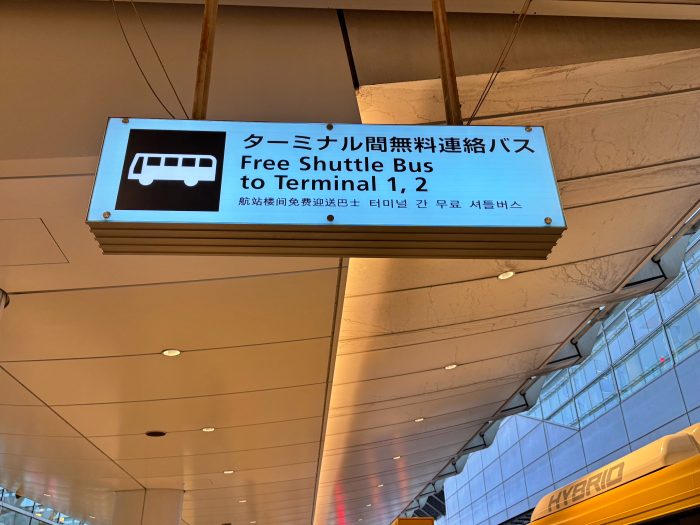 ターミナル間無料連絡バス
Free Shuttle Bus
to Terminal 1, 2
航站楼间免费迎送巴士 터미널 간 무료 셔틀버스
HYBRID